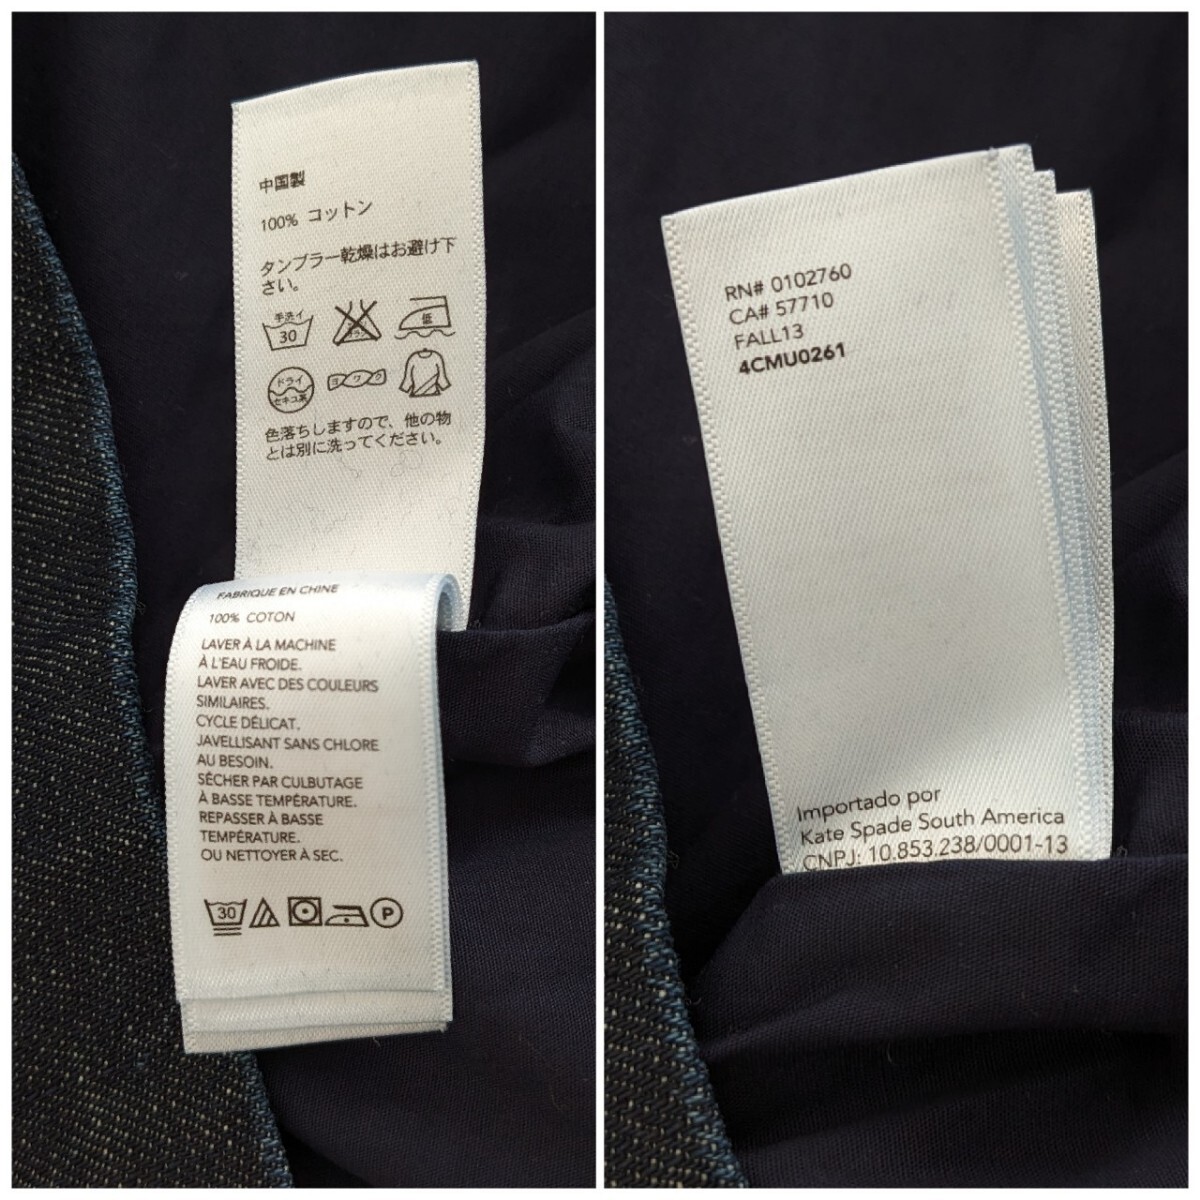 中国製
100% コットン
タンブラー乾燥はお避け下
さい。
手洗イ
30
低
ドライ
セキユ系
ヨワク
色落ちしますので、他の物
とは別に洗ってください。
FABRIQUE EN CHINE
100% COTON
LAVER À LA MACHINE
À L'EAU FROIDE.
LAVER AVEC DES COULEURS
SIMILAIRES.
CYCLE DÉLICAT.
JAVELLISANT SANS CHLORE
AU BESOIN.
SÉCHER PAR CULBUTAGE
À BASSE TEMPÉRATURE.
REPASSER À BASSE
TEMPÉRATURE.
OU NETTOYER À SEC.
30
P
RN# 0102760
CA# 57710
FALL13
4CMU0261
Importado por
Kate Spade South America
CNPJ: 10.853.238/0001-13